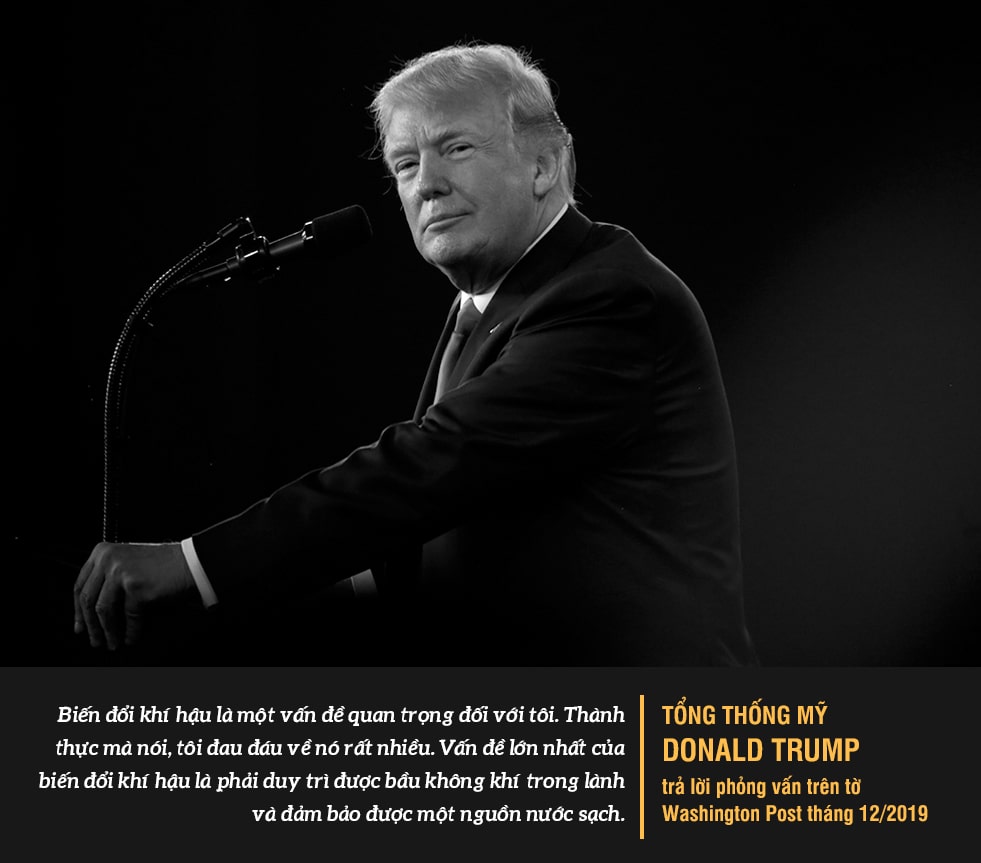 Biến đổi khí hậu là một vấn đề quan trọng đối với tôi. Thành
thực mà nói, tôi đau đáu về nó rất nhiều. Vấn đề lớn nhất của
biến đổi khí hậu là phải duy trì được bầu không khí trong lành
và đảm bảo được một nguồn nước sạch.
TỔNG THỐNG MỸ
DONALD TRUMP
trả lời phỏng vấn trên tờ
Washington Post tháng 12/2019